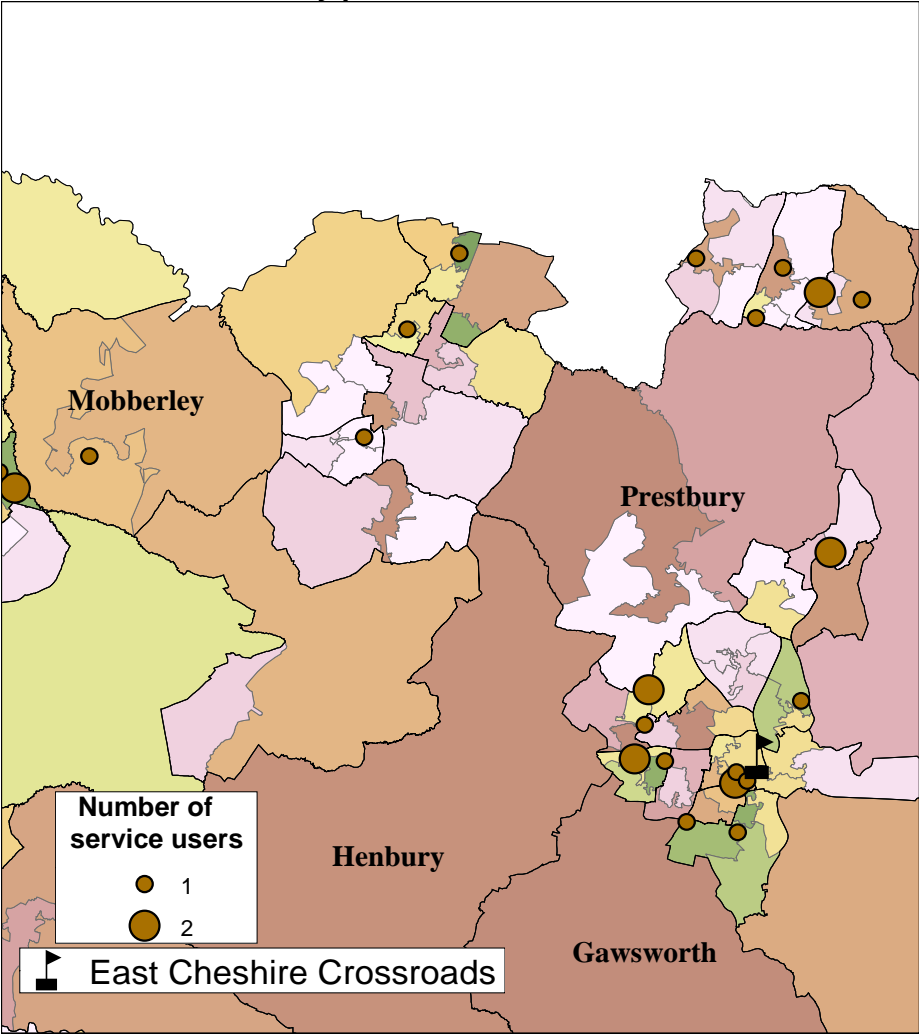 Mobberley
Prestbury
Number of
service users
1
2
Henbury
Gawsworth
East Cheshire Crossroads